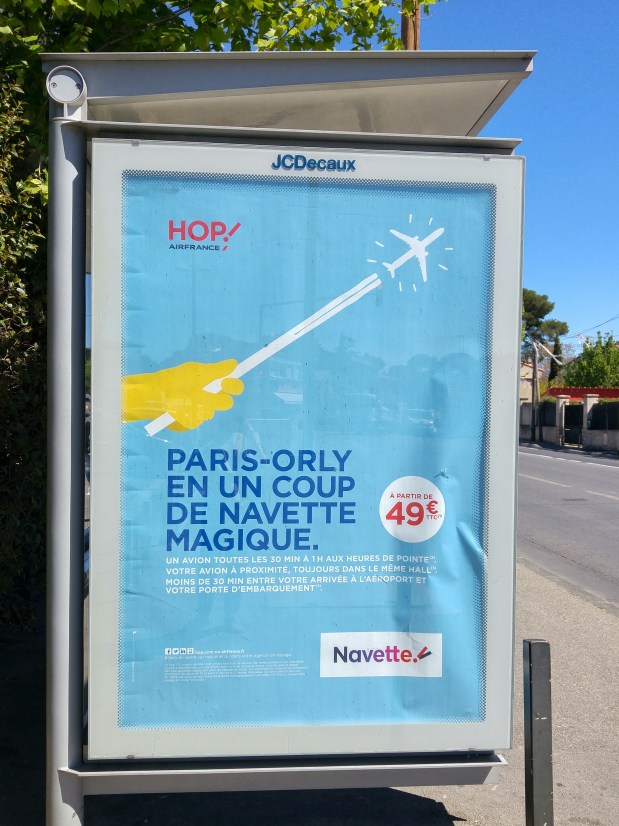 JCDecaux
HOP!
AIRFRANCE
PARIS-ORLY
EN UN COUP
DE NAVETTE
MAGIQUE.
À PARTIR DE
49€
TTC
UN AVION TOUTES LES 30 MIN À 1H AUX HEURES DE POINTE
VOTRE AVION À PROXIMITÉ, TOUJOURS DANS LE MÊME HALL
MOINS DE 30 MIN ENTRE VOTRE ARRIVÉE À L'AÉROPORT ET
VOTRE PORTE D'EMBARQUEMENT
Navette